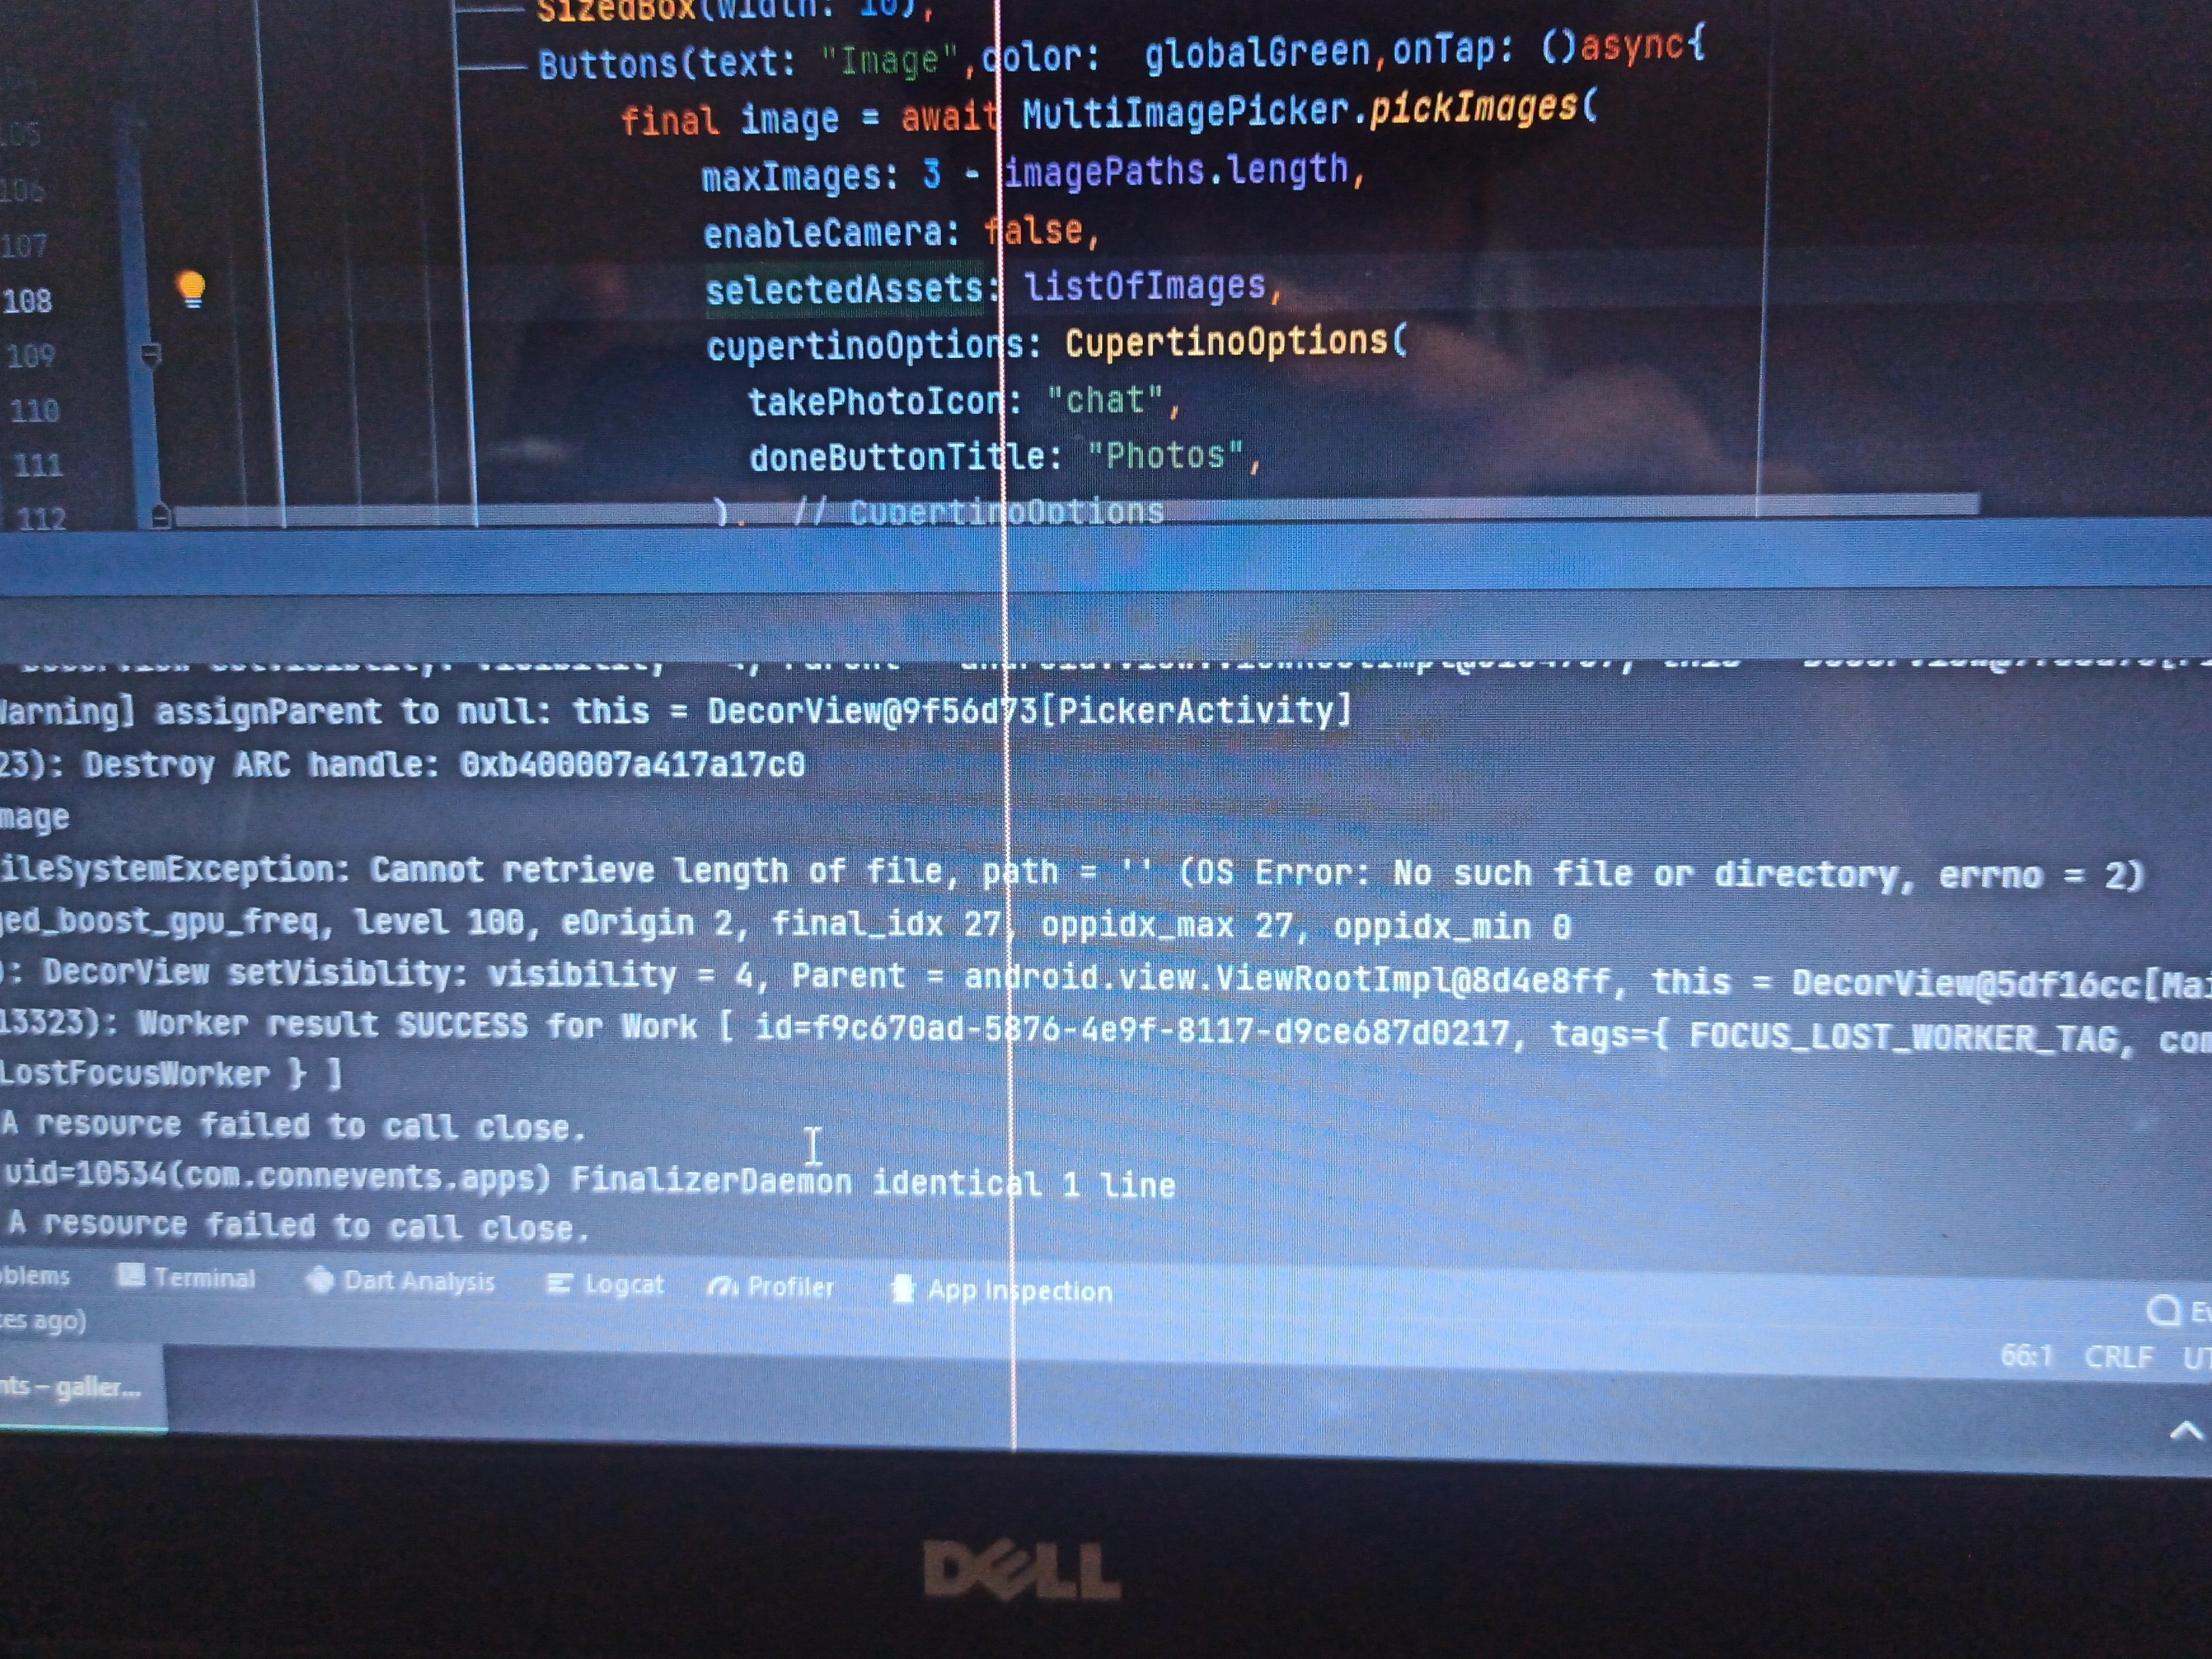 SizedBox(width: 10),
Buttons(text: "Image",color: globalGreen,onTap: ()async{
105 final image = await MultiImagePicker.pickImages(
106 maxImages: 3 - imagePaths.length,
107 enableCamera: false,
108 selectedAssets: listOfImages,
109 cupertinoOptions: CupertinoOptions(
110 takePhotoIcon: "chat",
111 doneButtonTitle: "Photos",
112 ), // CupertinoOptions
Warning] assignParent to null: this = DecorView@9f56d73[PickerActivity]
23): Destroy ARC handle: 0xb400007a417a17c0
mage
ileSystemException: Cannot retrieve length of file, path = '' (OS Error: No such file or directory, errno = 2)
ged_boost_gpu_freq, level 100, eOrigin 2, final_idx 27, oppidx_max 27, oppidx_min 0
): DecorView setVisiblity: visibility = 4, Parent = android.view.ViewRootImpl@8d4e8ff, this = DecorView@5df16cc[Mai
13323): Worker result SUCCESS for Work [ id=f9c670ad-5876-4e9f-8117-d9ce687d0217, tags={ FOCUS_LOST_WORKER_TAG, com
LostFocusWorker } ]
A resource failed to call close.
uid=10534(com.connevents.apps) FinalizerDaemon identical 1 line
A resource failed to call close.
oblems Terminal Dart Analysis Logcat Profiler App Inspection Ev
tes ago) 66:1 CRLF UT
nts – galler...
DELL